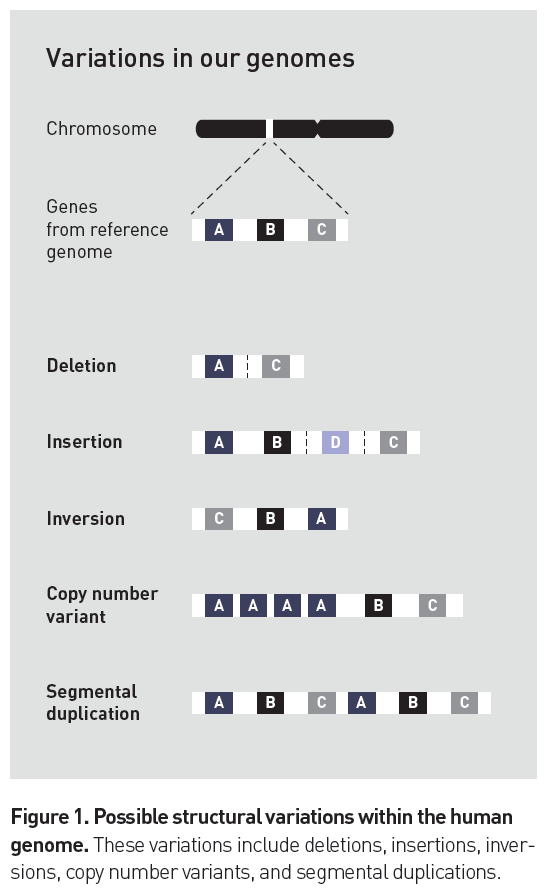 Variations in our genomes
Chromosome
Genes
from reference
genome
A B C
Deletion
A C
Insertion
A B D C
Inversion
C B A
Copy number
variant
A A A A B C
Segmental
duplication
A B C A B C
Figure 1. Possible structural variations within the human
genome. These variations include deletions, insertions, inver-
sions, copy number variants, and segmental duplications.